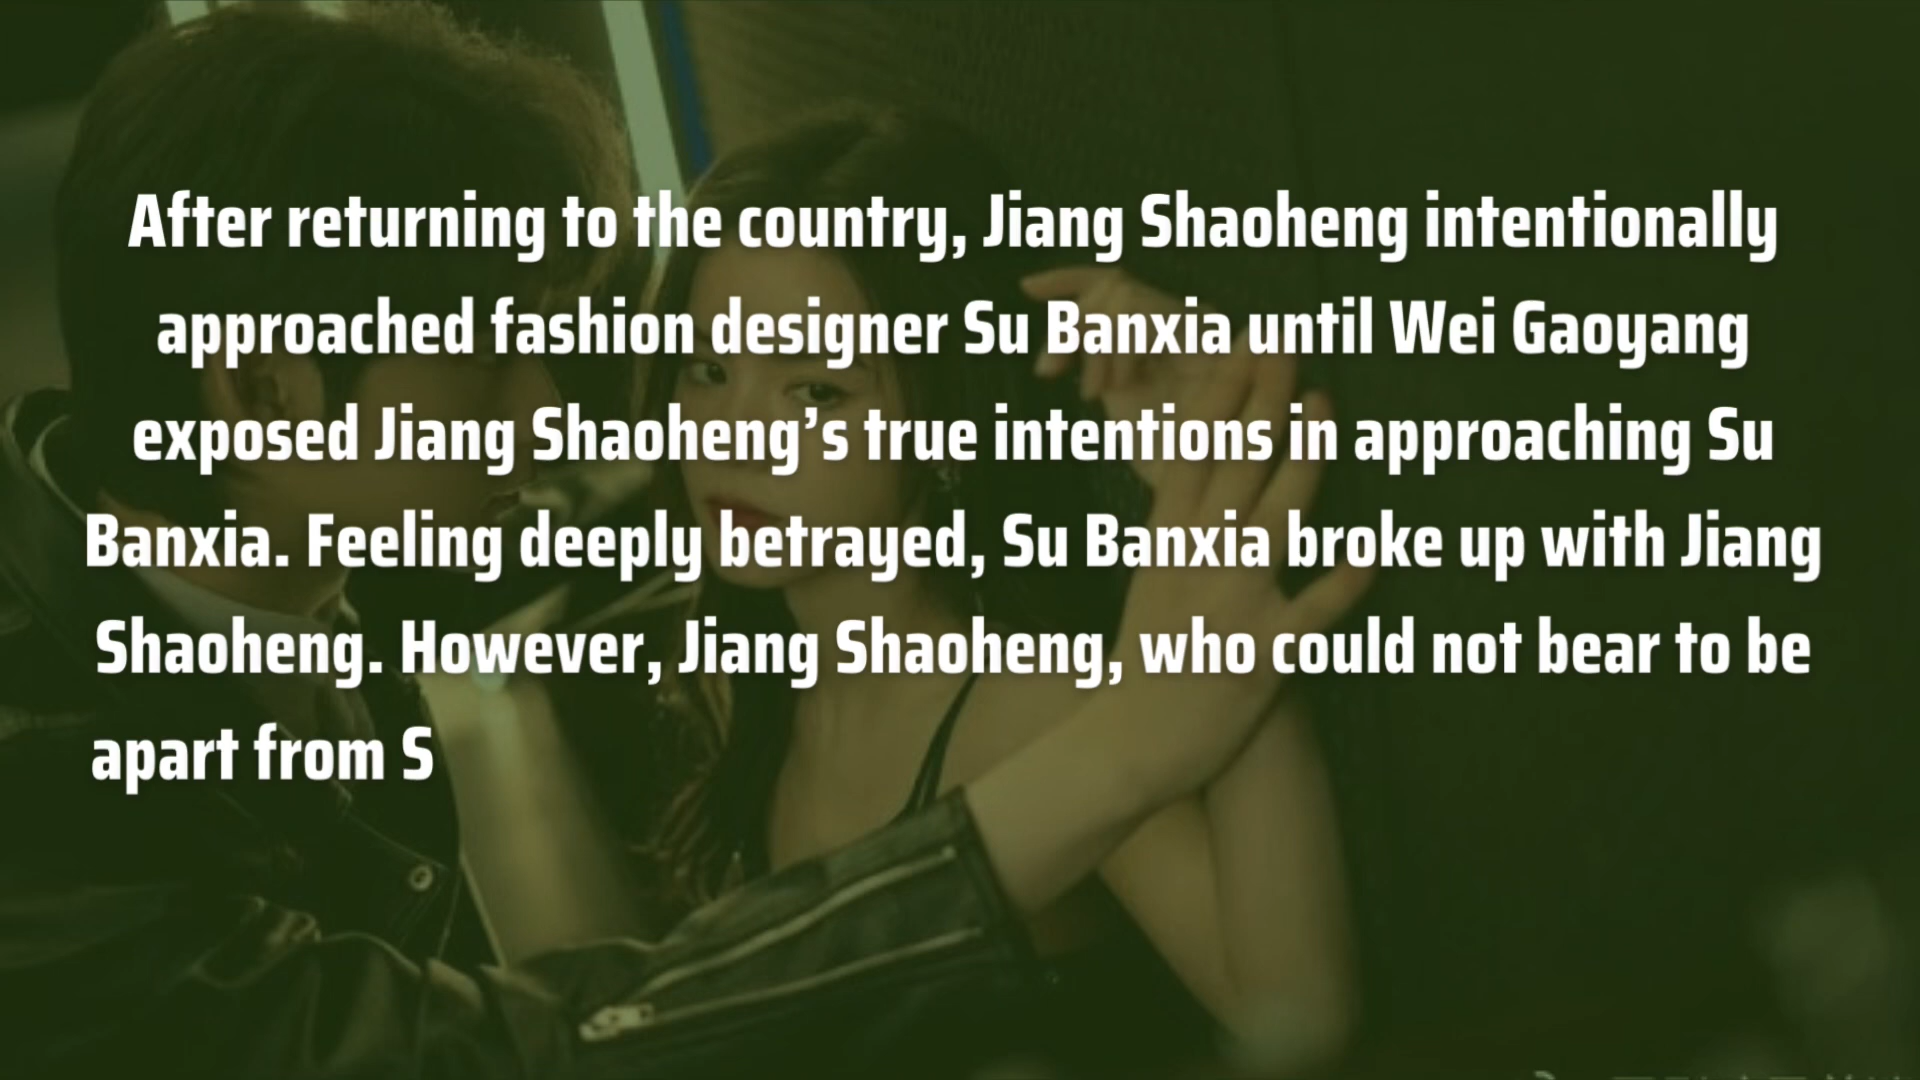 After returning to the country, Jiang Shaoheng intentionally
approached fashion designer Su Banxia until Wei Gaoyang
exposed Jiang Shaoheng’s true intentions in approaching Su
Banxia. Feeling deeply betrayed, Su Banxia broke up with Jiang
Shaoheng. However, Jiang Shaoheng, who could not bear to be
apart from S